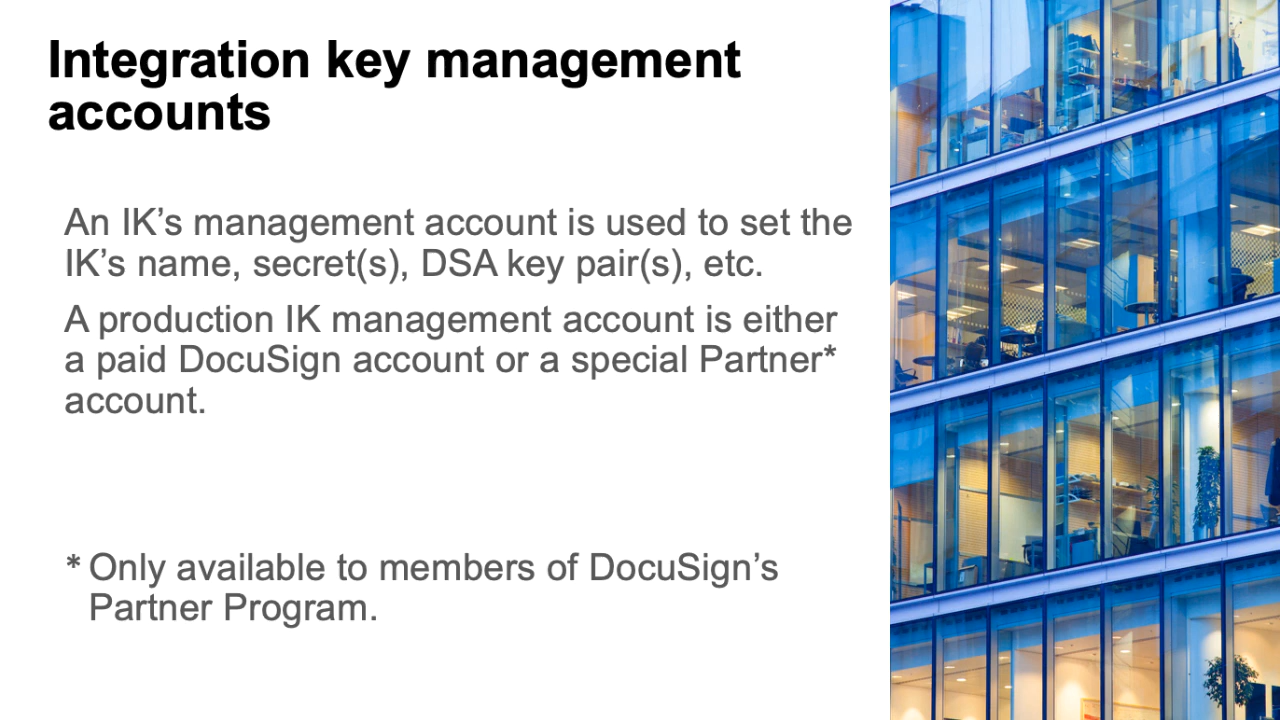 Integration key management
accounts
An IK’s management account is used to set the
IK’s name, secret(s), DSA key pair(s), etc.
A production IK management account is either
a paid DocuSign account or a special Partner*
account.
* Only available to members of DocuSign’s
Partner Program.